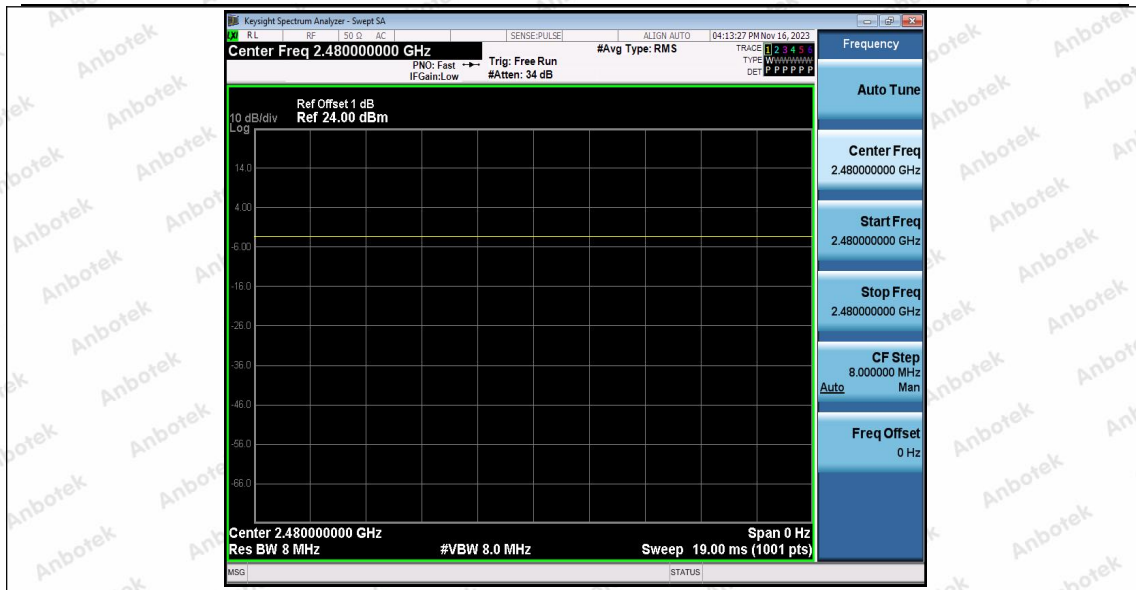 Keysight Spectrum Analyzer - Swept SA
LXI RL RF 50 Ω AC SENSE:PULSE ALIGN AUTO 04:13:27 PM Nov 16, 2023
Center Freq 2.480000000 GHz #Avg Type: RMS TRACE 1 2 3 4 5 6
PNO: Fast Trig: Free Run TYPE WWWWWW
IFGain:Low #Atten: 34 dB DET P P P P P P
Ref Offset 1 dB
10 dB/div Ref 24.00 dBm
Log
14.0
4.00
-6.00
-16.0
-26.0
-36.0
-46.0
-56.0
-66.0
Center 2.480000000 GHz Span 0 Hz
Res BW 8 MHz #VBW 8.0 MHz Sweep 19.00 ms (1001 pts)
MSG STATUS
Frequency
Auto Tune
Center Freq
2.480000000 GHz
Start Freq
2.480000000 GHz
Stop Freq
2.480000000 GHz
CF Step
8.000000 MHz
Auto Man
Freq Offset
0 Hz
Anbotek